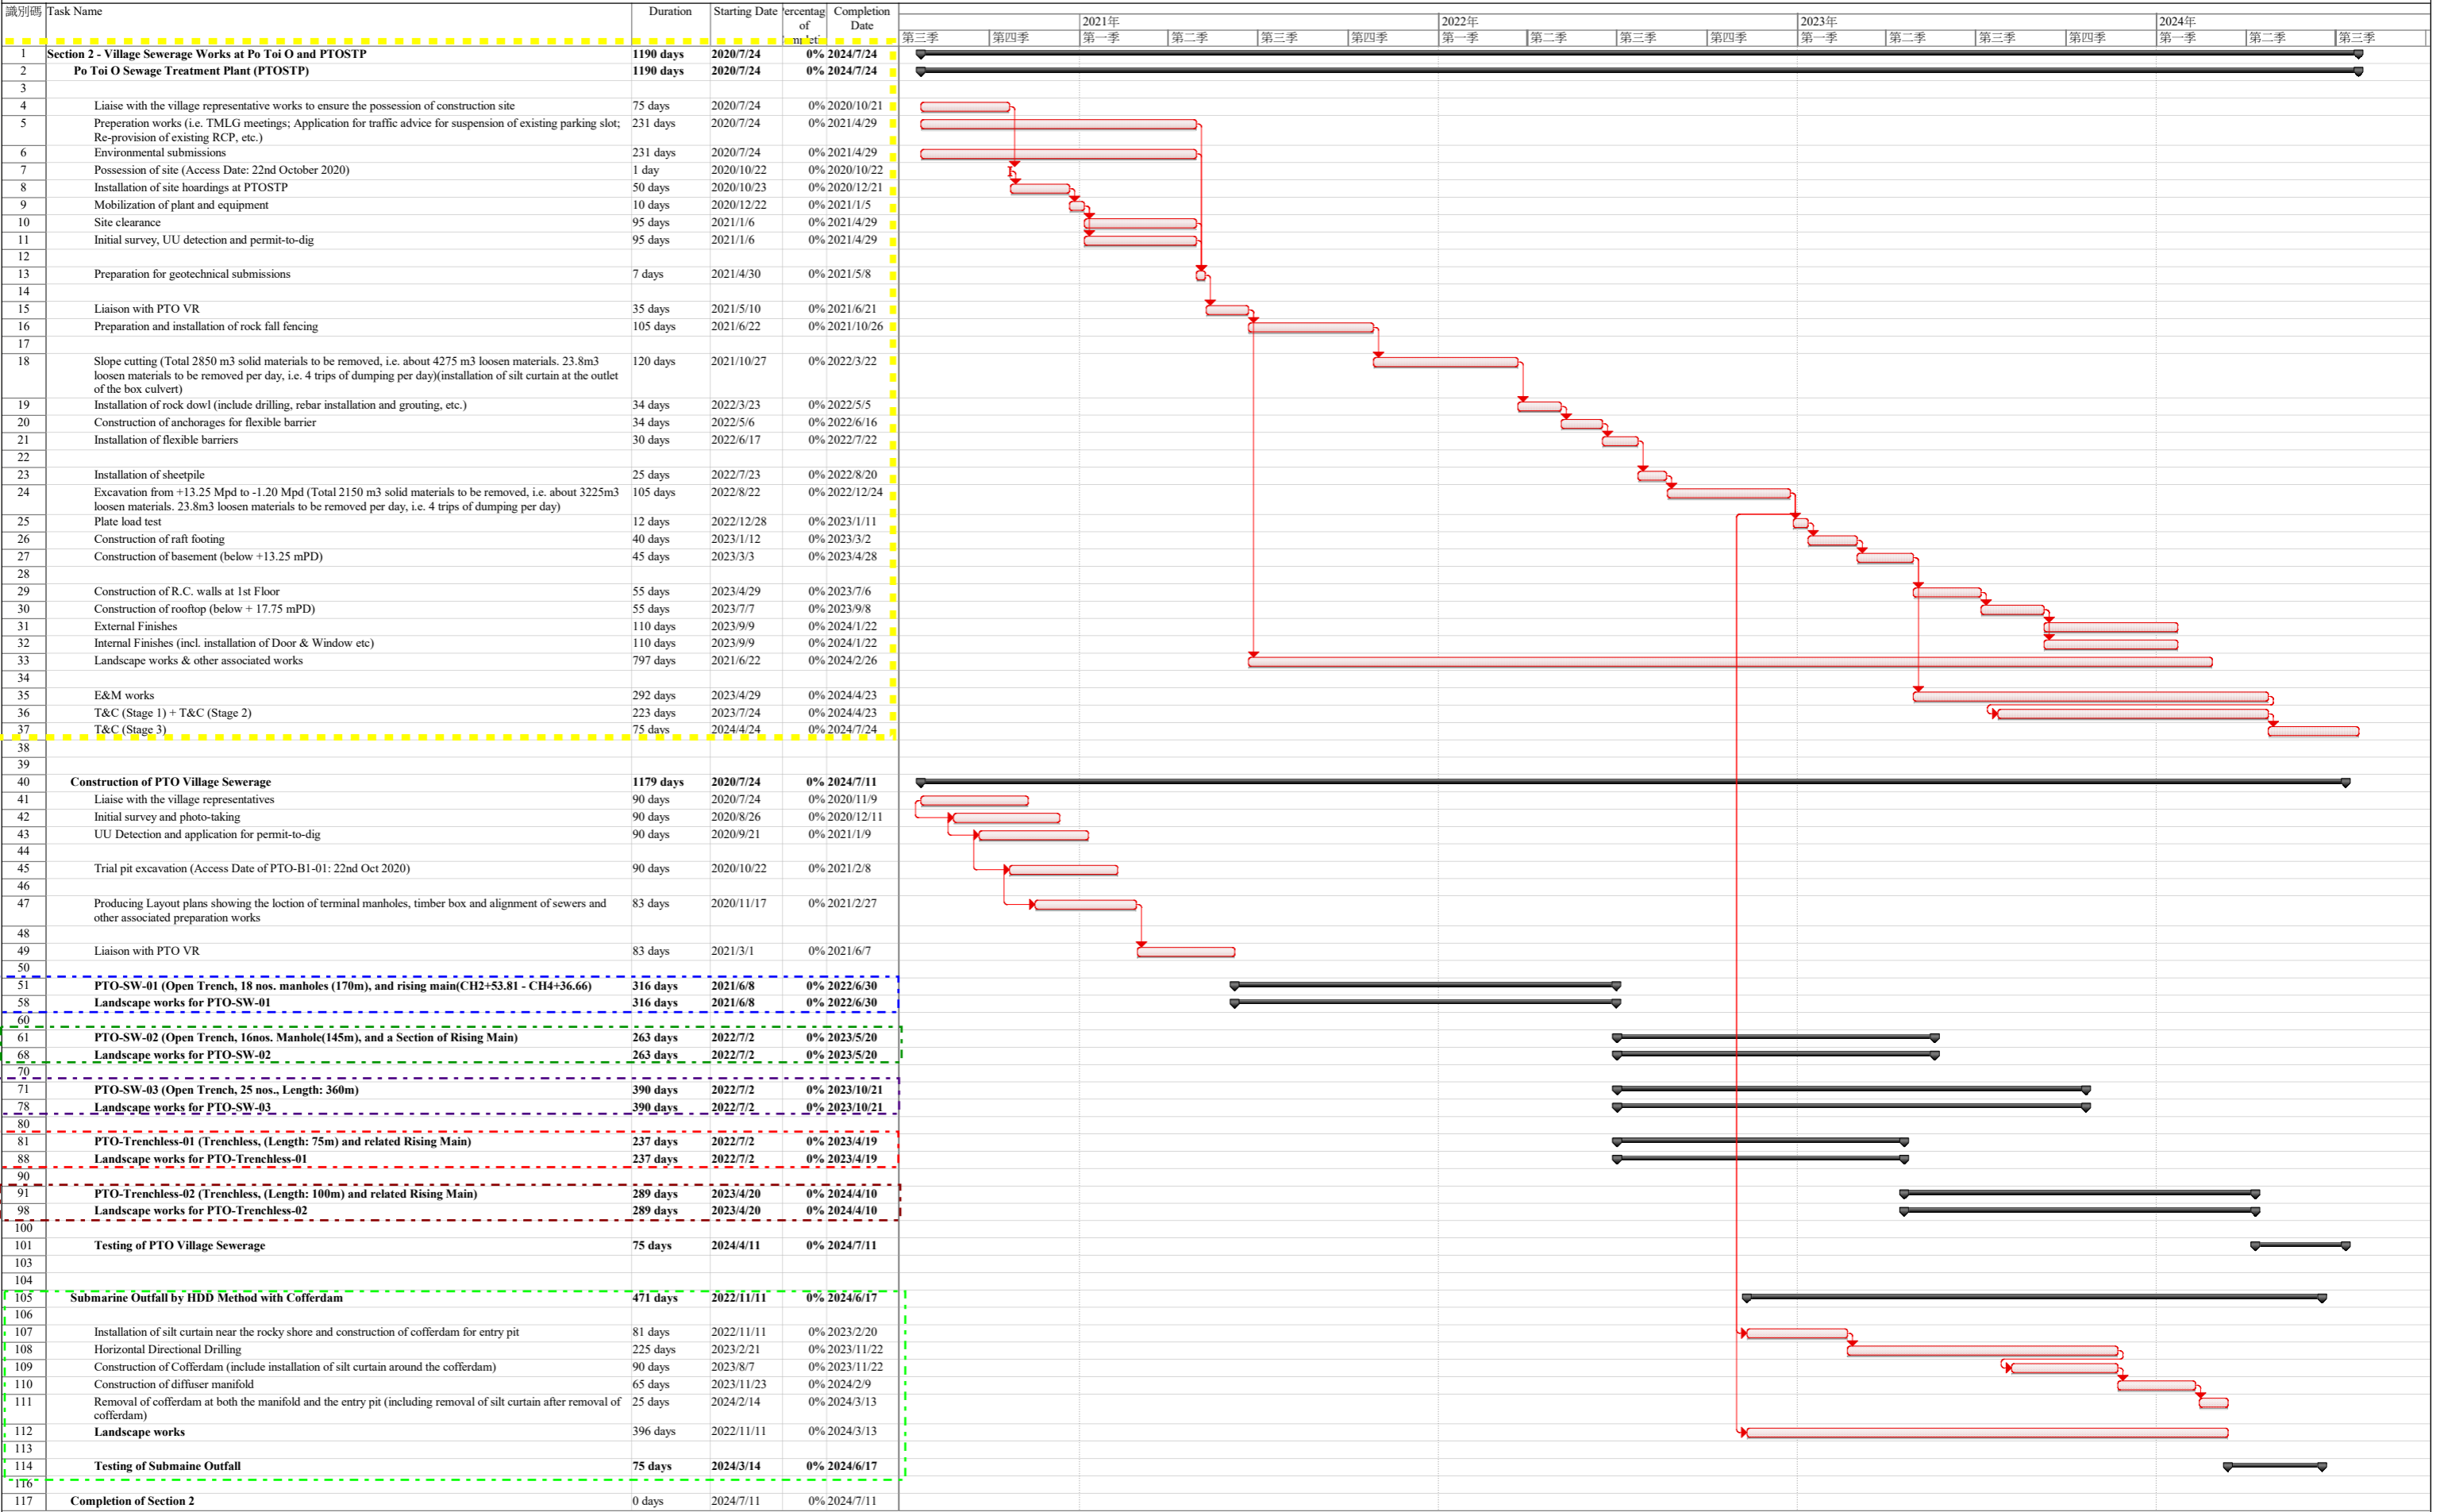 識別碼 Task Name Duration Starting Date Percentag of Completi Completion Date
2021年 2022年 2023年 2024年
第三季 第四季 第一季 第二季 第三季 第四季 第一季 第二季 第三季 第四季 第一季 第二季 第三季 第四季 第一季 第二季 第三季
1 Section 2 - Village Sewerage Works at Po Toi O and PTOSTP 1190 days 2020/7/24 0% 2024/7/24
2 Po Toi O Sewage Treatment Plant (PTOSTP) 1190 days 2020/7/24 0% 2024/7/24
3
4 Liaise with the village representative works to ensure the possession of construction site 75 days 2020/7/24 0% 2020/10/21
5 Preperation works (i.e. TMLG meetings; Application for traffic advice for suspension of existing parking slot; 231 days 2020/7/24 0% 2021/4/29
Re-provision of existing RCP, etc.)
6 Environmental submissions 231 days 2020/7/24 0% 2021/4/29
7 Possession of site (Access Date: 22nd October 2020) 1 day 2020/10/22 0% 2020/10/22
8 Installation of site hoardings at PTOSTP 50 days 2020/10/23 0% 2020/12/21
9 Mobilization of plant and equipment 10 days 2020/12/22 0% 2021/1/5
10 Site clearance 95 days 2021/1/6 0% 2021/4/29
11 Initial survey, UU detection and permit-to-dig 95 days 2021/1/6 0% 2021/4/29
12
13 Preparation for geotechnical submissions 7 days 2021/4/30 0% 2021/5/8
14
15 Liaison with PTO VR 35 days 2021/5/10 0% 2021/6/21
16 Preparation and installation of rock fall fencing 105 days 2021/6/22 0% 2021/10/26
17
18 Slope cutting (Total 2850 m3 solid materials to be removed, i.e. about 4275 m3 loosen materials. 23.8m3 120 days 2021/10/27 0% 2022/3/22
loosen materials to be removed per day, i.e. 4 trips of dumping per day)(installation of silt curtain at the outlet
of the box culvert)
19 Installation of rock dowl (include drilling, rebar installation and grouting, etc.) 34 days 2022/3/23 0% 2022/5/5
20 Construction of anchorages for flexible barrier 34 days 2022/5/6 0% 2022/6/16
21 Installation of flexible barriers 30 days 2022/6/17 0% 2022/7/22
22
23 Installation of sheetpile 25 days 2022/7/23 0% 2022/8/20
24 Excavation from +13.25 Mpd to -1.20 Mpd (Total 2150 m3 solid materials to be removed, i.e. about 3225m3 105 days 2022/8/22 0% 2022/12/24
loosen materials. 23.8m3 loosen materials to be removed per day, i.e. 4 trips of dumping per day)
25 Plate load test 12 days 2022/12/28 0% 2023/1/11
26 Construction of raft footing 40 days 2023/1/12 0% 2023/3/2
27 Construction of basement (below +13.25 mPD) 45 days 2023/3/3 0% 2023/4/28
28
29 Construction of R.C. walls at 1st Floor 55 days 2023/4/29 0% 2023/7/6
30 Construction of rooftop (below + 17.75 mPD) 55 days 2023/7/7 0% 2023/9/8
31 External Finishes 110 days 2023/9/9 0% 2024/1/22
32 Internal Finishes (incl. installation of Door & Window etc) 110 days 2023/9/9 0% 2024/1/22
33 Landscape works & other associated works 797 days 2021/6/22 0% 2024/2/26
34
35 E&M works 292 days 2023/4/29 0% 2024/4/23
36 T&C (Stage 1) + T&C (Stage 2) 223 days 2023/7/24 0% 2024/4/23
37 T&C (Stage 3) 75 days 2024/4/24 0% 2024/7/24
38
39
40 Construction of PTO Village Sewerage 1179 days 2020/7/24 0% 2024/7/11
41 Liaise with the village representatives 90 days 2020/7/24 0% 2020/11/9
42 Initial survey and photo-taking 90 days 2020/8/26 0% 2020/12/11
43 UU Detection and application for permit-to-dig 90 days 2020/9/21 0% 2021/1/9
44
45 Trial pit excavation (Access Date of PTO-B1-01: 22nd Oct 2020) 90 days 2020/10/22 0% 2021/2/8
46
47 Producing Layout plans showing the loction of terminal manholes, timber box and alignment of sewers and 83 days 2020/11/17 0% 2021/2/27
other associated preparation works
48
49 Liaison with PTO VR 83 days 2021/3/1 0% 2021/6/7
50
51 PTO-SW-01 (Open Trench, 18 nos. manholes (170m), and rising main(CH2+53.81 - CH4+36.66) 316 days 2021/6/8 0% 2022/6/30
58 Landscape works for PTO-SW-01 316 days 2021/6/8 0% 2022/6/30
60
61 PTO-SW-02 (Open Trench, 16nos. Manhole(145m), and a Section of Rising Main) 263 days 2022/7/2 0% 2023/5/20
68 Landscape works for PTO-SW-02 263 days 2022/7/2 0% 2023/5/20
70
71 PTO-SW-03 (Open Trench, 25 nos., Length: 360m) 390 days 2022/7/2 0% 2023/10/21
78 Landscape works for PTO-SW-03 390 days 2022/7/2 0% 2023/10/21
80
81 PTO-Trenchless-01 (Trenchless, (Length: 75m) and related Rising Main) 237 days 2022/7/2 0% 2023/4/19
88 Landscape works for PTO-Trenchless-01 237 days 2022/7/2 0% 2023/4/19
90
91 PTO-Trenchless-02 (Trenchless, (Length: 100m) and related Rising Main) 289 days 2023/4/20 0% 2024/4/10
98 Landscape works for PTO-Trenchless-02 289 days 2023/4/20 0% 2024/4/10
100
101 Testing of PTO Village Sewerage 75 days 2024/4/11 0% 2024/7/11
103
104
105 Submarine Outfall by HDD Method with Cofferdam 471 days 2022/11/11 0% 2024/6/17
106
107 Installation of silt curtain near the rocky shore and construction of cofferdam for entry pit 81 days 2022/11/11 0% 2023/2/20
108 Horizontal Directional Drilling 225 days 2023/2/21 0% 2023/11/22
109 Construction of Cofferdam (include installation of silt curtain around the cofferdam) 90 days 2023/8/7 0% 2023/11/22
110 Construction of diffuser manifold 65 days 2023/11/23 0% 2024/2/9
111 Removal of cofferdam at both the manifold and the entry pit (including removal of silt curtain after removal of 25 days 2024/2/14 0% 2024/3/13
cofferdam)
112 Landscape works 396 days 2022/11/11 0% 2024/3/13
113
114 Testing of Submaine Outfall 75 days 2024/3/14 0% 2024/6/17
116
117 Completion of Section 2 0 days 2024/7/11 0% 2024/7/11